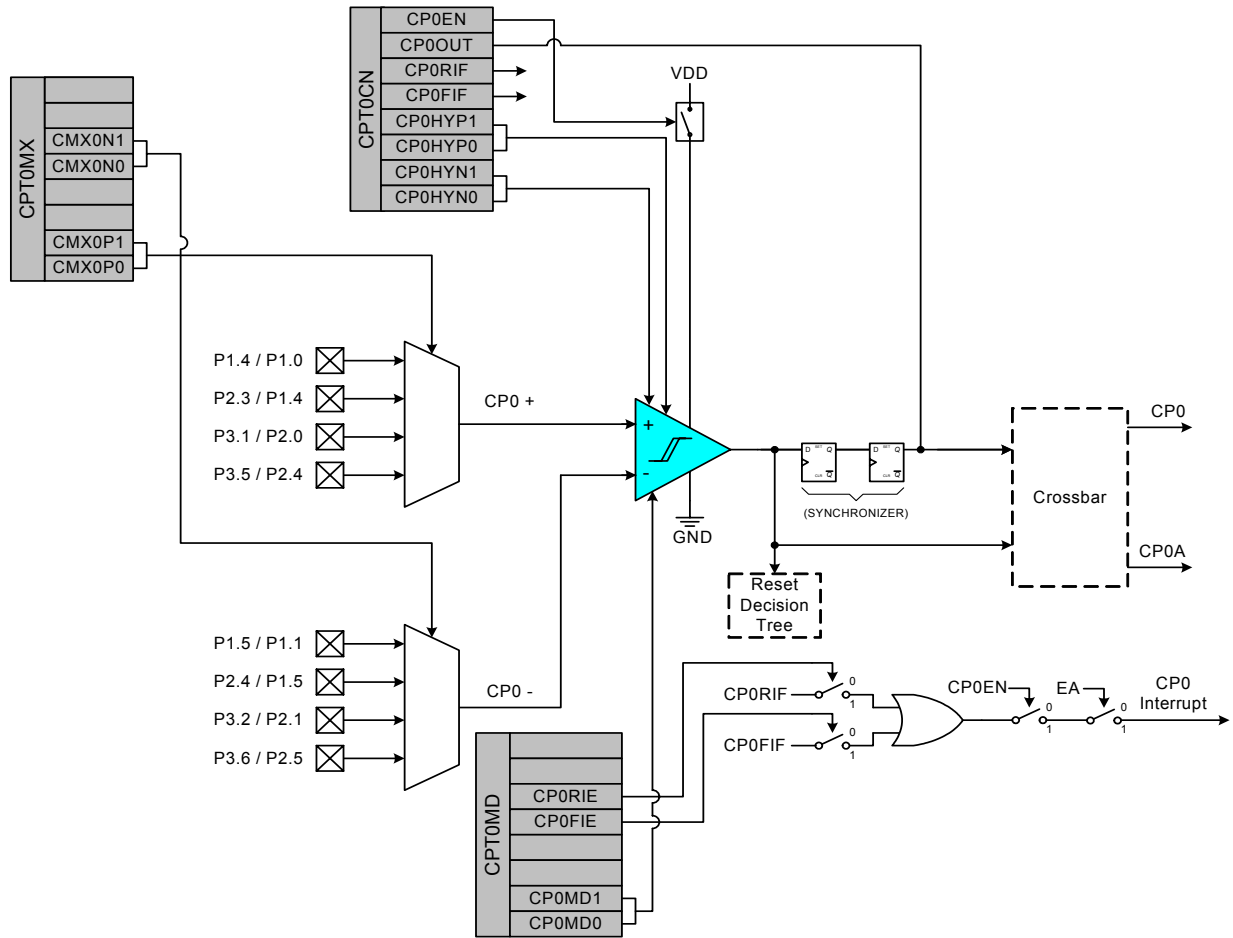 CPT0CN
CP0EN
CP0OUT
CP0RIF
CP0FIF
CP0HYP1
CP0HYP0
CP0HYN1
CP0HYN0
VDD
CPT0MX
CMX0N1
CMX0N0
CMX0P1
CMX0P0
P1.4 / P1.0
P2.3 / P1.4
P3.1 / P2.0
P3.5 / P2.4
CP0 +
+
-
GND
D SET Q
CLR Q
D SET Q
CLR Q
(SYNCHRONIZER)
Reset
Decision
Tree
Crossbar
CP0
CP0A
P1.5 / P1.1
P2.4 / P1.5
P3.2 / P2.1
P3.6 / P2.5
CP0 -
CPT0MD
CP0RIE
CP0FIE
CP0MD1
CP0MD0
CP0RIF
0
1
CP0FIF
0
1
CP0EN
0
1
EA
0
1
CP0
Interrupt